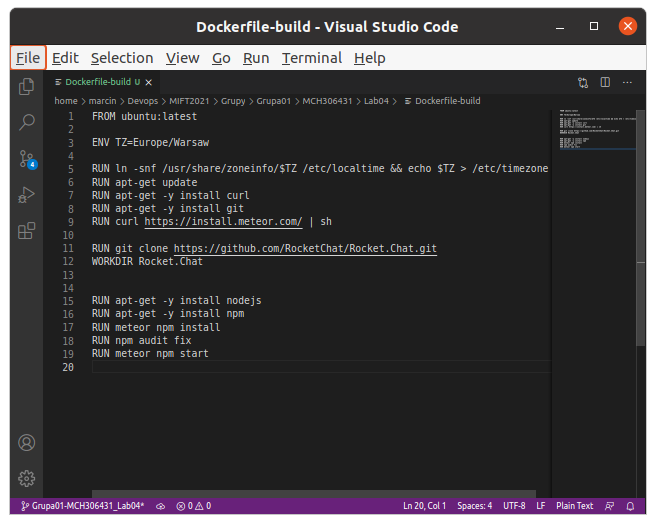 Dockerfile-build - Visual Studio Code
File Edit Selection View Go Run Terminal Help
Dockerfile-build U
home > marcin > Devops > MIFT2021 > Grupy > Grupa01 > MCH306431 > Lab04 > Dockerfile-build
1 FROM ubuntu:latest
2
3 ENV TZ=Europe/Warsaw
4
5 RUN ln -snf /usr/share/zoneinfo/$TZ /etc/localtime && echo $TZ > /etc/timezone
6 RUN apt-get update
7 RUN apt-get -y install curl
8 RUN apt-get -y install git
9 RUN curl https://install.meteor.com/ | sh
10
11 RUN git clone https://github.com/RocketChat/Rocket.Chat.git
12 WORKDIR Rocket.Chat
13
14
15 RUN apt-get -y install nodejs
16 RUN apt-get -y install npm
17 RUN meteor npm install
18 RUN npm audit fix
19 RUN meteor npm start
20
4
Grupa01-MCH306431_Lab04* 0 0 Ln 20, Col 1 Spaces: 4 UTF-8 LF Plain Text